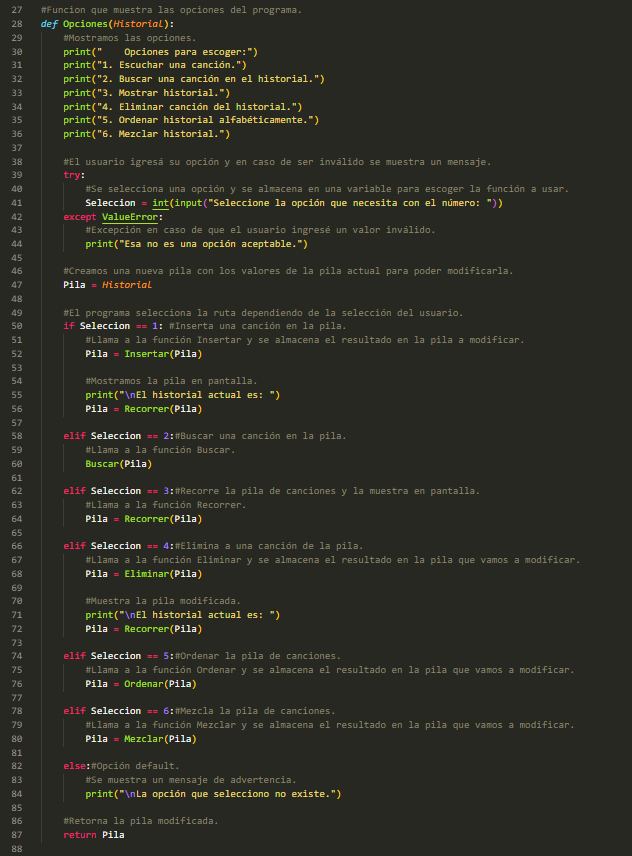 27 #Funcion que muestra las opciones del programa.
28 def Opciones(Historial):
29 #Mostramos las opciones.
30 print("    Opciones para escoger:")
31 print("1. Escuchar una canción.")
32 print("2. Buscar una canción en el historial.")
33 print("3. Mostrar historial.")
34 print("4. Eliminar canción del historial.")
35 print("5. Ordenar historial alfabéticamente.")
36 print("6. Mezclar historial.")
37
38 #El usuario igresá su opción y en caso de ser inválido se muestra un mensaje.
39 try:
40 #Se selecciona una opción y se almacena en una variable para escoger la función a usar.
41 Seleccion = int(input("Seleccione la opción que necesita con el número: "))
42 except ValueError:
43 #Excepción en caso de que el usuario ingresé un valor inválido.
44 print("Esa no es una opción aceptable.")
45
46 #Creamos una nueva pila con los valores de la pila actual para poder modificarla.
47 Pila = Historial
48
49 #El programa selecciona la ruta dependiendo de la selección del usuario.
50 if Seleccion == 1: #Inserta una canción en la pila.
51 #Llama a la función Insertar y se almacena el resultado en la pila a modificar.
52 Pila = Insertar(Pila)
53
54 #Mostramos la pila en pantalla.
55 print("\nEl historial actual es: ")
56 Pila = Recorrer(Pila)
57
58 elif Seleccion == 2:#Buscar una canción en la pila.
59 #Llama a la función Buscar.
60 Buscar(Pila)
61
62 elif Seleccion == 3:#Recorre la pila de canciones y la muestra en pantalla.
63 #Llama a la función Recorrer.
64 Pila = Recorrer(Pila)
65
66 elif Seleccion == 4:#Elimina a una canción de la pila.
67 #Llama a la función Eliminar y se almacena el resultado en la pila que vamos a modificar.
68 Pila = Eliminar(Pila)
69
70 #Muestra la pila modificada.
71 print("\nEl historial actual es: ")
72 Pila = Recorrer(Pila)
73
74 elif Seleccion == 5:#Ordenar la pila de canciones.
75 #Llama a la función Ordenar y se almacena el resultado en la pila que vamos a modificar.
76 Pila = Ordenar(Pila)
77
78 elif Seleccion == 6:#Mezcla la pila de canciones.
79 #Llama a la función Mezclar y se almacena el resultado en la pila que vamos a modificar.
80 Pila = Mezclar(Pila)
81
82 else:#Opción default.
83 #Se muestra un mensaje de advertencia.
84 print("\nLa opción que selecciono no existe.")
85
86 #Retorna la pila modificada.
87 return Pila
88